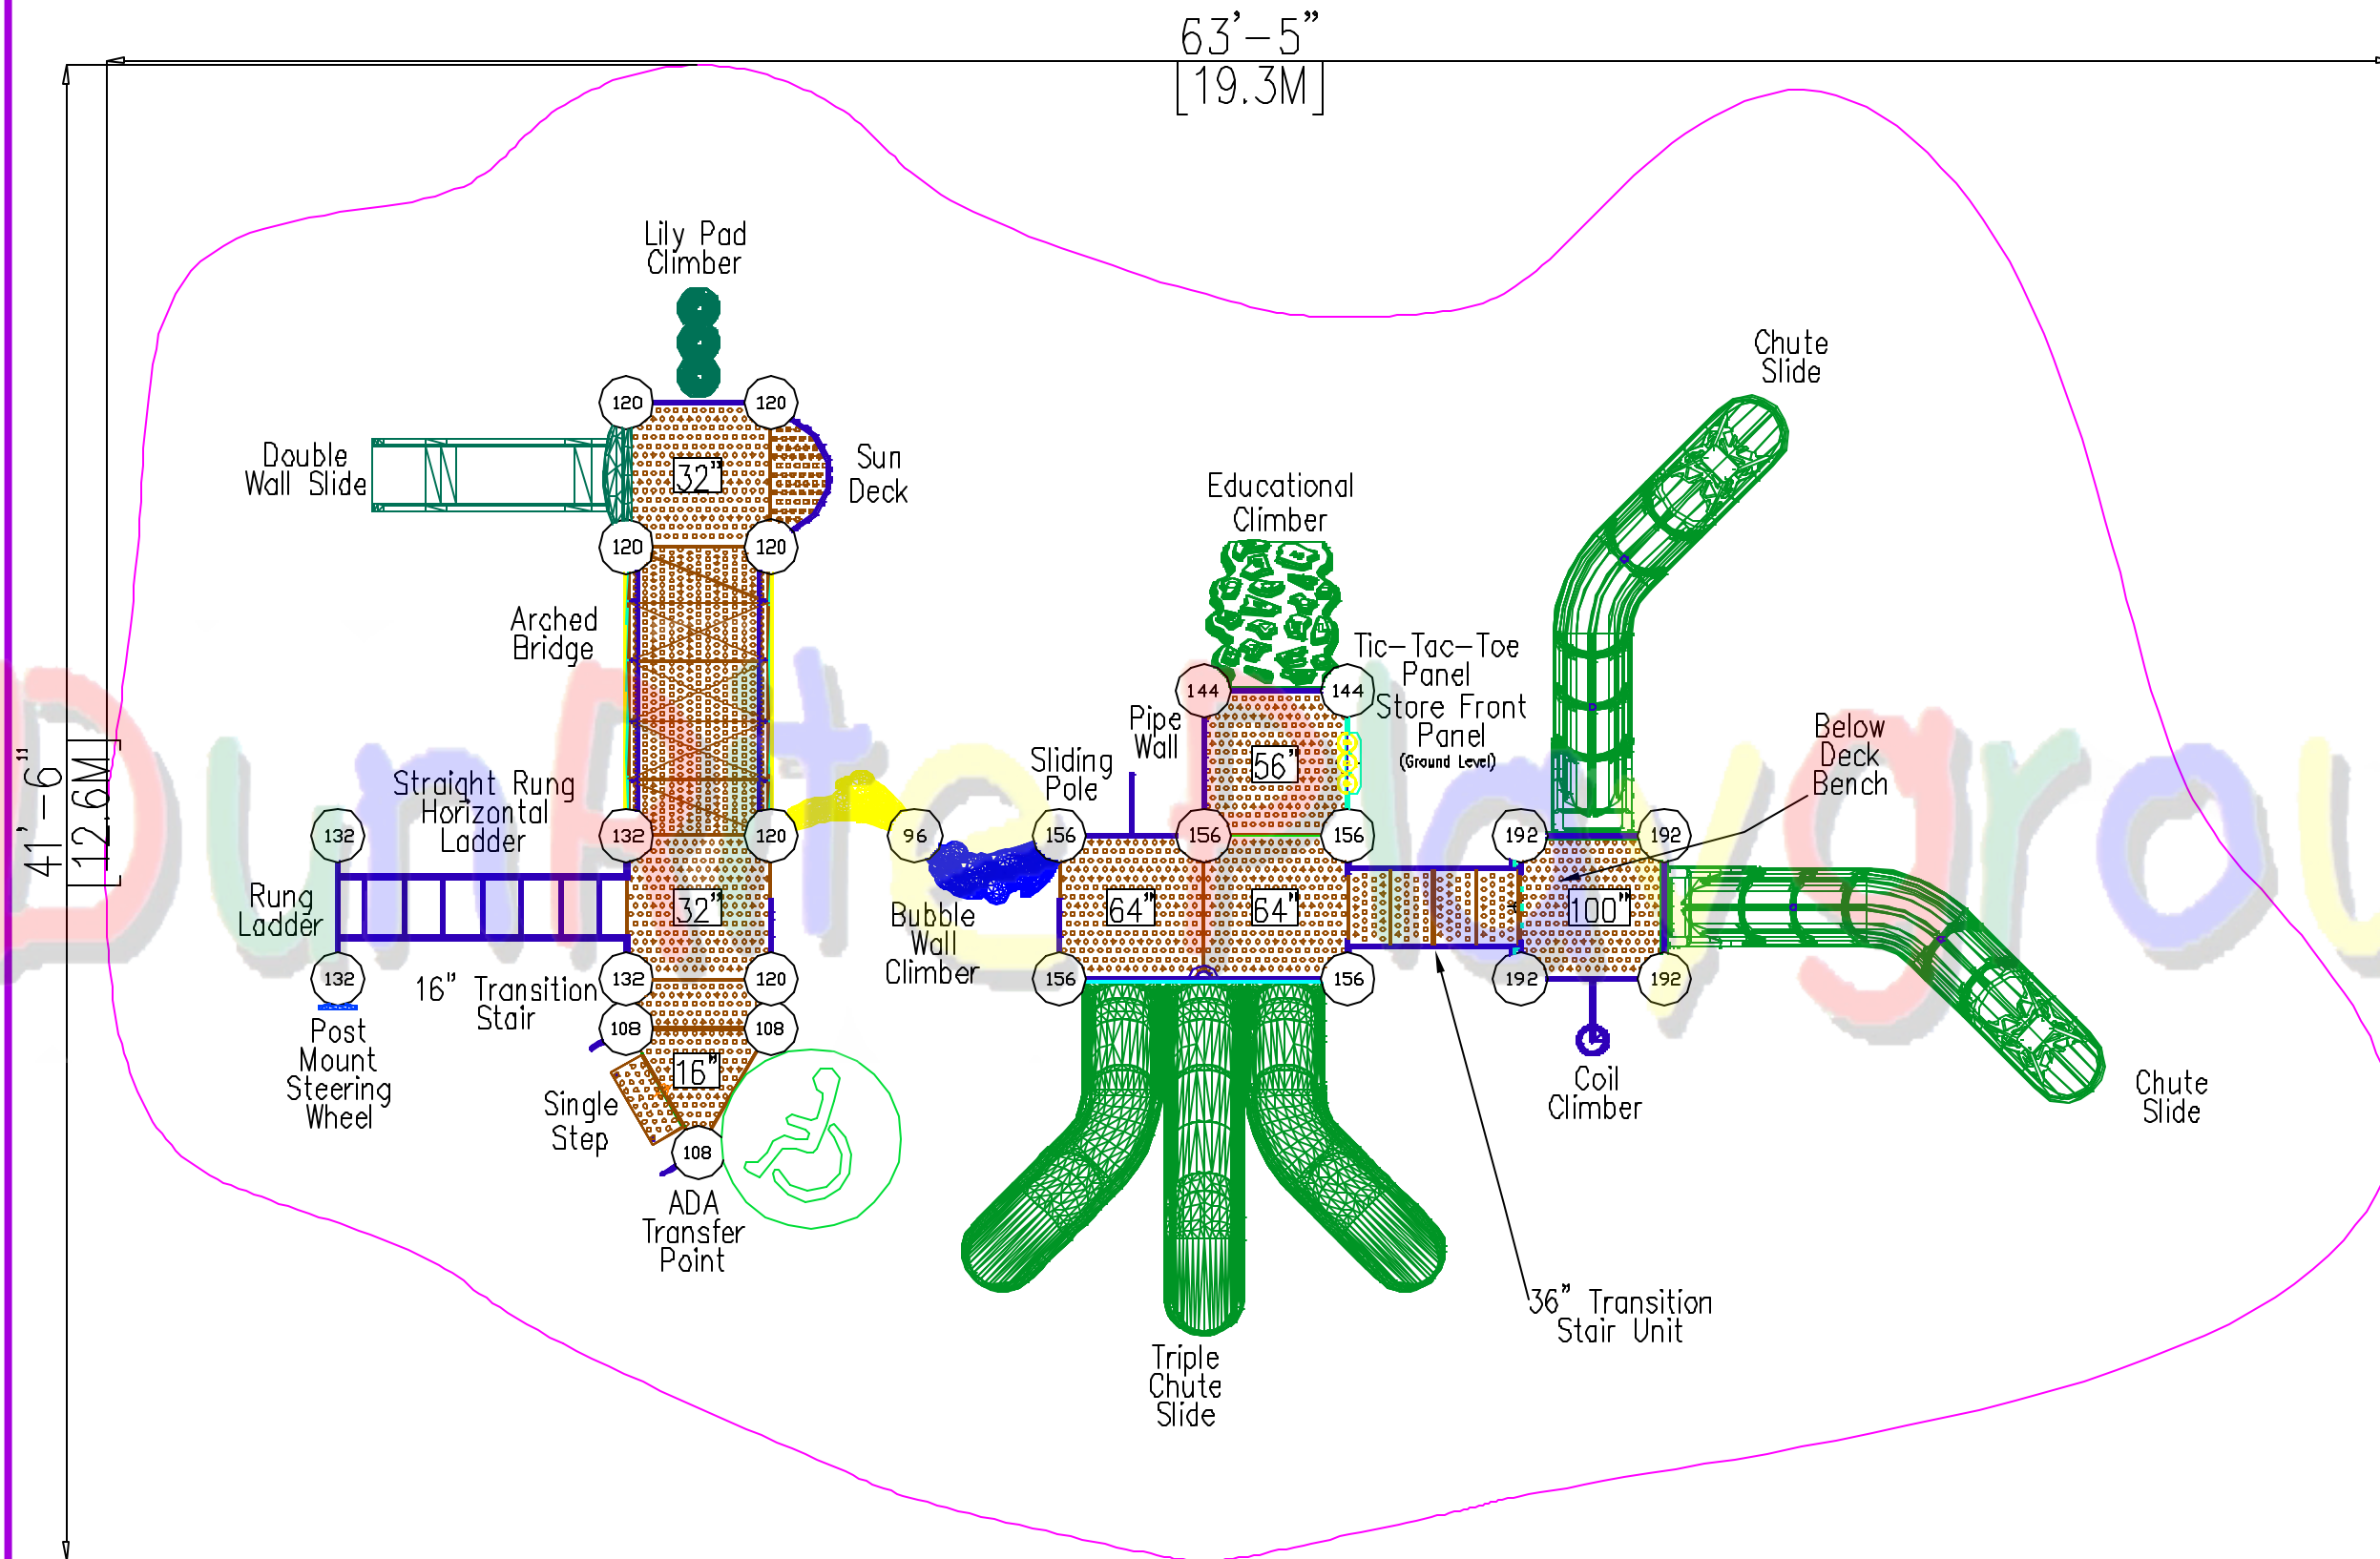 63'-5"
[19.3M]
Lily Pad
Climber
Chute
Slide
120
120
Double
Wall Slide
32"
Sun
Deck
Educational
Climber
120
120
Arched
Bridge
Tic-Tac-Toe
Panel
Store Front
Panel
(Ground Level)
144
144
Pipe
Wall
Below
Deck
Bench
41'-6"
[12.6M]
56"
Sliding
Pole
Straight Rung
Horizontal
Ladder
132
132
120
96
156
156
156
192
192
Rung
Ladder
32"
64"
64"
100"
Bubble
Wall
Climber
132
132
120
156
156
192
192
16" Transition
Stair
108
108
Post
Mount
Steering
Wheel
16"
Single
Step
Coil
Climber
Chute
Slide
108
ADA
Transfer
Point
36" Transition
Stair Unit
Triple
Chute
Slide